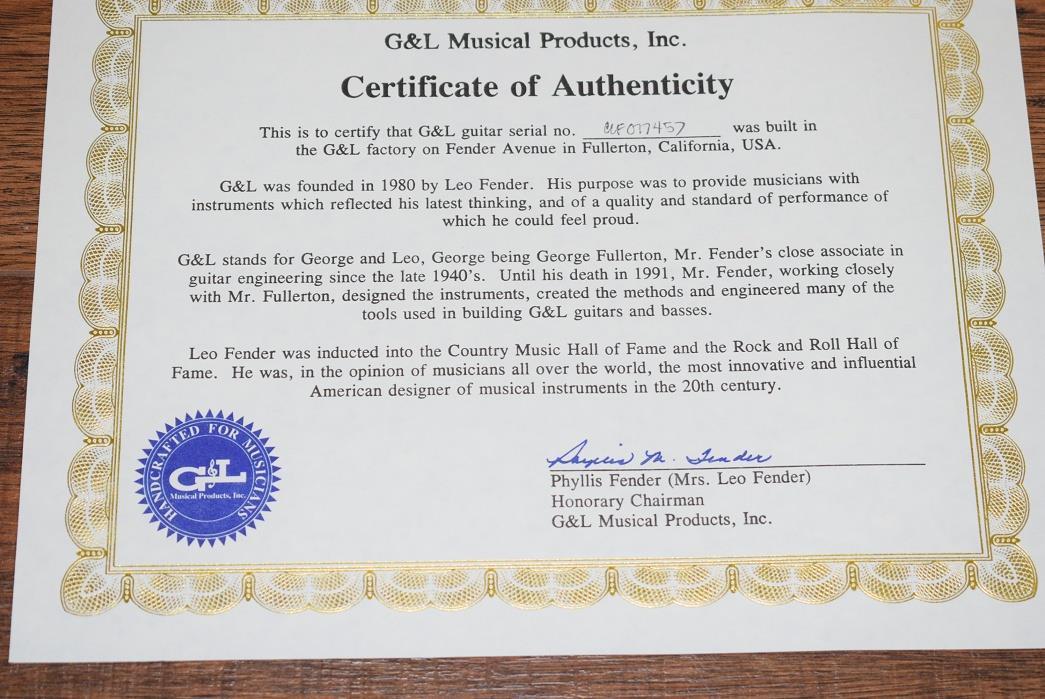 G&L Musical Products, Inc.
Certificate of Authenticity
This is to certify that G&L guitar serial no. CLF077457 was built in
the G&L factory on Fender Avenue in Fullerton, California, USA.
G&L was founded in 1980 by Leo Fender. His purpose was to provide musicians with
instruments which reflected his latest thinking, and of a quality and standard of performance of
which he could feel proud.
G&L stands for George and Leo, George being George Fullerton, Mr. Fender's close associate in
guitar engineering since the late 1940's. Until his death in 1991, Mr. Fender, working closely
with Mr. Fullerton, designed the instruments, created the methods and engineered many of the
tools used in building G&L guitars and basses.
Leo Fender was inducted into the Country Music Hall of Fame and the Rock and Roll Hall of
Fame. He was, in the opinion of musicians all over the world, the most innovative and influential
American designer of musical instruments in the 20th century.
HANDCRAFTED FOR MUSICIANS
G&L
Musical Products, Inc.
Phyllis M. Fender
Phyllis Fender (Mrs. Leo Fender)
Honorary Chairman
G&L Musical Products, Inc.